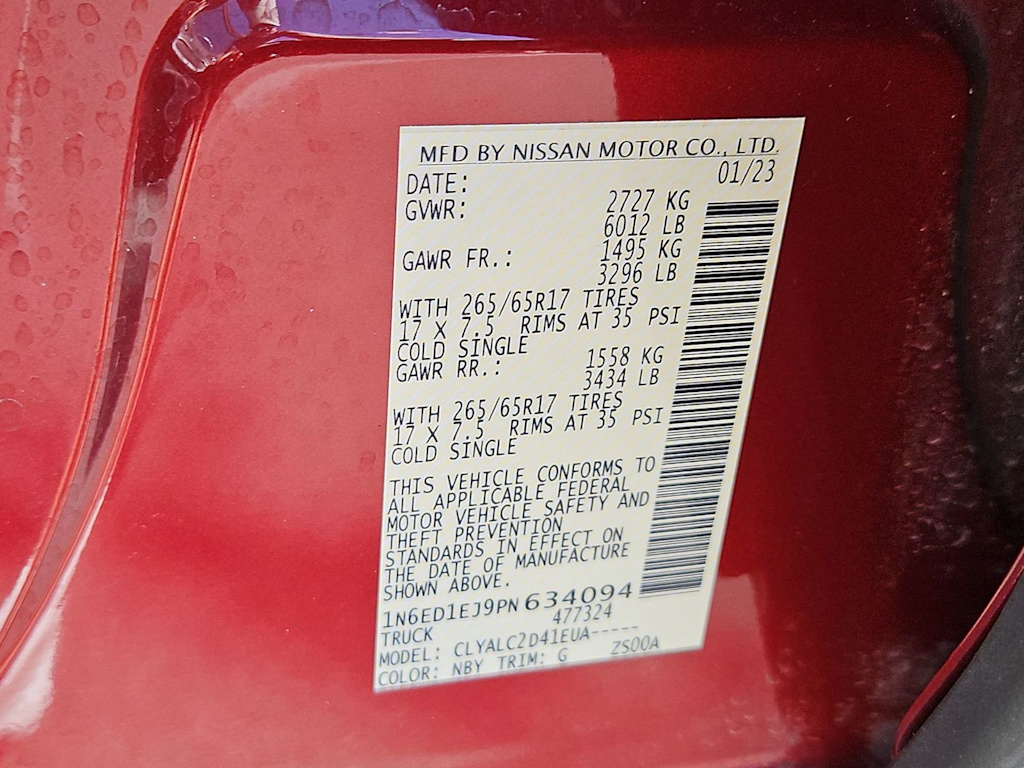 MFD BY NISSAN MOTOR CO., LTD.
DATE: 01/23
GVWR: 2727 KG
6012 LB
GAWR FR.: 1495 KG
3296 LB
WITH 265/65R17 TIRES
17 X 7.5 RIMS AT 35 PSI
COLD SINGLE
GAWR RR.: 1558 KG
3434 LB
WITH 265/65R17 TIRES
17 X 7.5 RIMS AT 35 PSI
COLD SINGLE
THIS VEHICLE CONFORMS TO
ALL APPLICABLE FEDERAL
MOTOR VEHICLE SAFETY AND
THEFT PREVENTION
STANDARDS IN EFFECT ON
THE DATE OF MANUFACTURE
SHOWN ABOVE.
1N6ED1EJ9PN634094
TRUCK 477324
MODEL: CLYALC2D41EUA-----
COLOR: NBY TRIM: G ZS00A